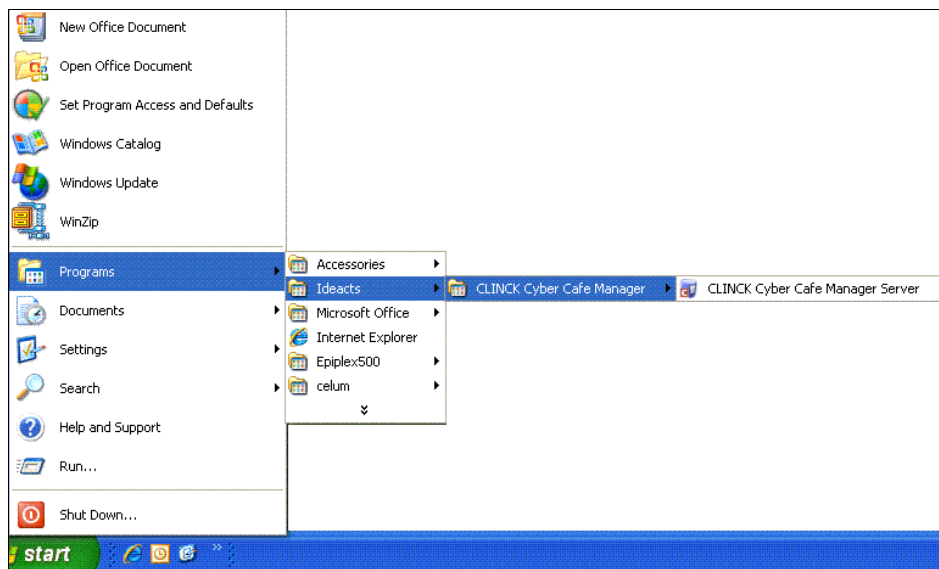 New Office Document
Open Office Document
Set Program Access and Defaults
Windows Catalog
Windows Update
WinZip
Programs
Documents
Settings
Search
Help and Support
Run...
Shut Down...
Accessories
Ideacts
Microsoft Office
Internet Explorer
Epiplex500
celum
CLINCK Cyber Cafe Manager
CLINCK Cyber Cafe Manager Server
start